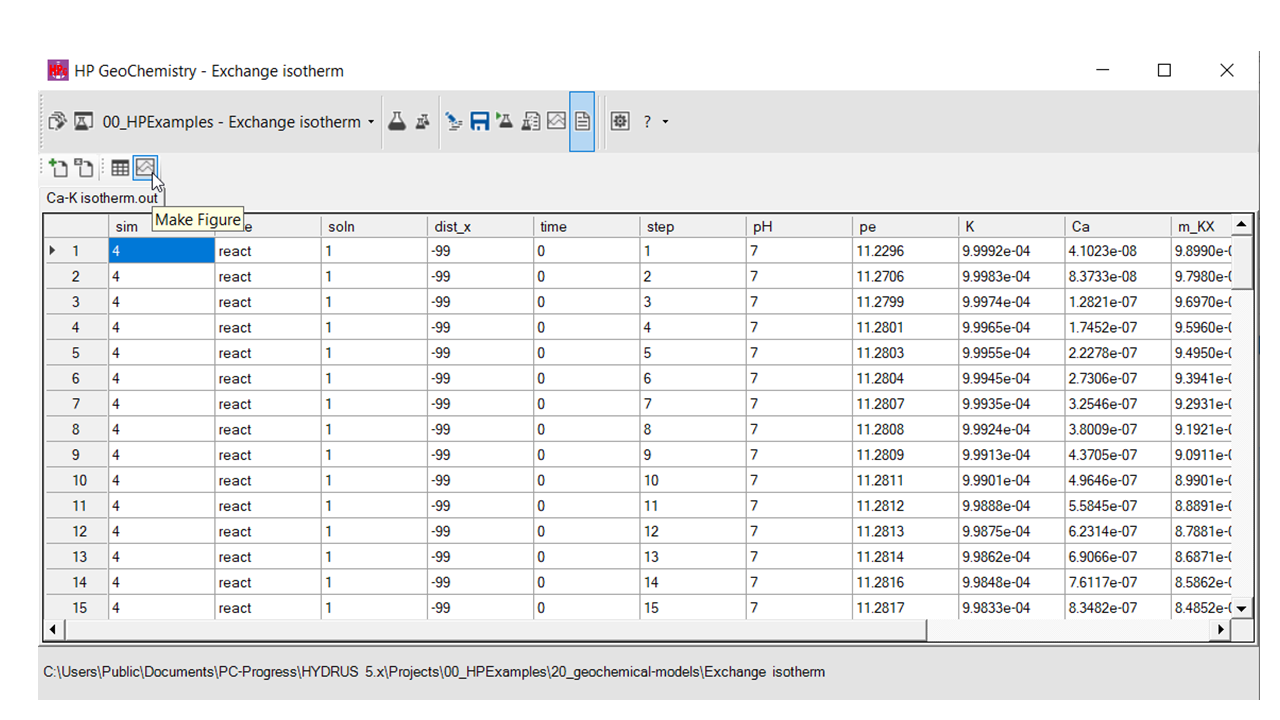 HP GeoChemistry - Exchange isotherm
00_HPExamples - Exchange isotherm
?
Ca-K isotherm.out
Make Figure
sim soln dist_x time step pH pe K Ca m_KX
1 4 react 1 -99 0 1 7 11.2296 9.9992e-04 4.1023e-08 9.8990e-
2 4 react 1 -99 0 2 7 11.2706 9.9983e-04 8.3733e-08 9.7980e-
3 4 react 1 -99 0 3 7 11.2799 9.9974e-04 1.2821e-07 9.6970e-
4 4 react 1 -99 0 4 7 11.2801 9.9965e-04 1.7452e-07 9.5960e-
5 4 react 1 -99 0 5 7 11.2803 9.9955e-04 2.2278e-07 9.4950e-
6 4 react 1 -99 0 6 7 11.2804 9.9945e-04 2.7306e-07 9.3941e-
7 4 react 1 -99 0 7 7 11.2807 9.9935e-04 3.2546e-07 9.2931e-
8 4 react 1 -99 0 8 7 11.2808 9.9924e-04 3.8009e-07 9.1921e-
9 4 react 1 -99 0 9 7 11.2809 9.9913e-04 4.3705e-07 9.0911e-
10 4 react 1 -99 0 10 7 11.2811 9.9901e-04 4.9646e-07 8.9901e-
11 4 react 1 -99 0 11 7 11.2812 9.9888e-04 5.5845e-07 8.8891e-
12 4 react 1 -99 0 12 7 11.2813 9.9875e-04 6.2314e-07 8.7881e-
13 4 react 1 -99 0 13 7 11.2814 9.9862e-04 6.9066e-07 8.6871e-
14 4 react 1 -99 0 14 7 11.2816 9.9848e-04 7.6117e-07 8.5862e-
15 4 react 1 -99 0 15 7 11.2817 9.9833e-04 8.3482e-07 8.4852e-
C:\Users\Public\Documents\PC-Progress\HYDRUS 5.x\Projects\00_HPExamples\20_geochemical-models\Exchange isotherm